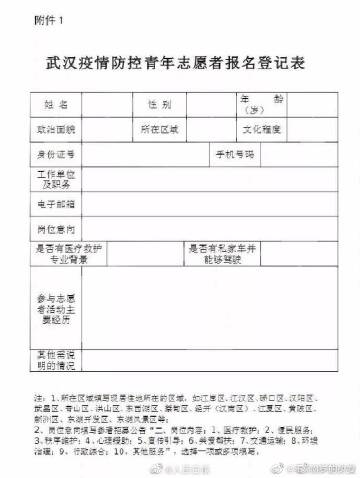 附件 1
武汉疫情防控青年志愿者报名登记表
姓 名 性 别 年 龄
（岁）
政治面貌 所在区域 文化程度
身份证号 手机号码
工作单位
及职务
电子邮箱
岗位意向
是否有医疗救护 是否有私家车并
专业背景 能够驾驶
参与志愿
者活动主
要经历
其他需说
明的情况
注：1、所在区域填写现居住地所在的区域，如江岸区、江汉区、硚口区、汉阳区、
武昌区、青山区、洪山区、东西湖区、蔡甸区、经开（汉南区）、江夏区、黄陂区、
新洲区、东湖开发区、东湖风景区等；
2、岗位意向填写参看招募公告“二、岗位内容：1、医疗救护；2、便民服务；
3、秩序维护；4、心理援助；5、宣传引导；6、关爱帮扶；7、交通运输；8、环境
治理；9、行政综合；10、其他服务”，选择一项或多项填写。
@人民日报